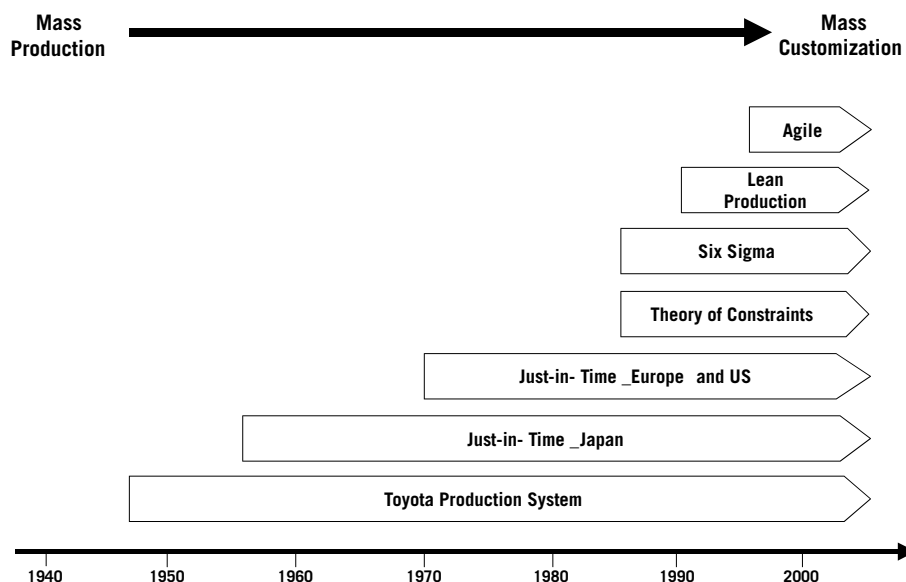 Mass
Production
Mass
Customization
Agile
Lean
Production
Six Sigma
Theory of Constraints
Just-in- Time _Europe and US
Just-in- Time _Japan
Toyota Production System
1940 1950 1960 1970 1980 1990 2000